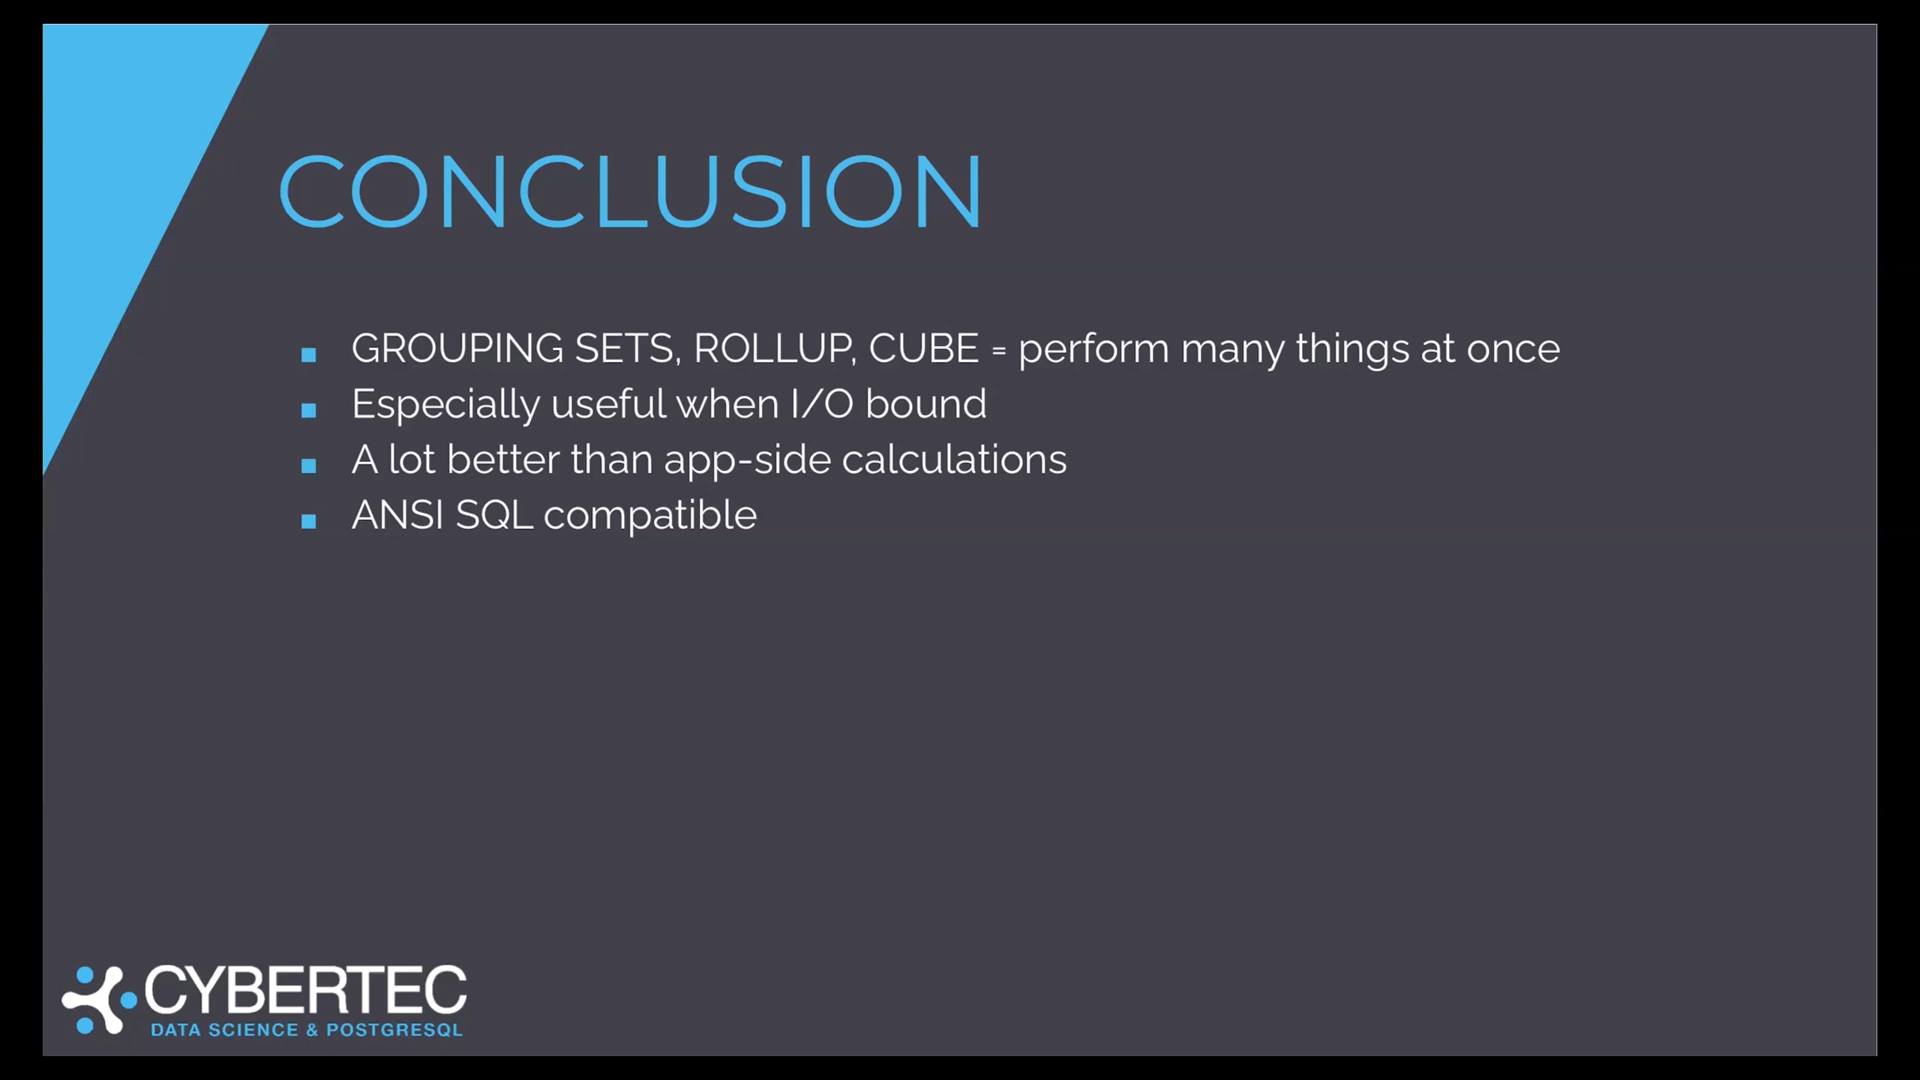 CONCLUSION
GROUPING SETS, ROLLUP, CUBE = perform many things at once
Especially useful when I/O bound
A lot better than app-side calculations
ANSI SQL compatible
CYBERTEC
DATA SCIENCE & POSTGRESQL